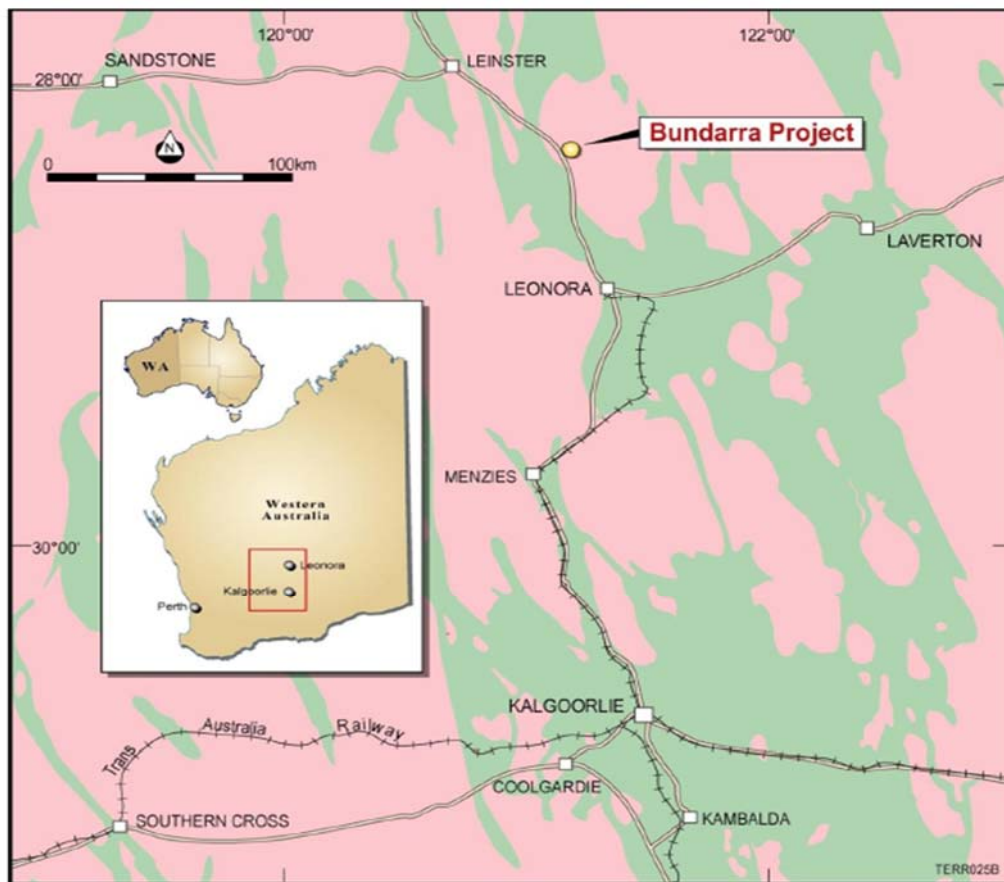 120°00'
122°00'
SANDSTONE
LEINSTER
28°00'
N
0
100km
Bundarra Project
LAVERTON
LEONORA
WA
MENZIES
Western
Australia
30°00'
Leonora
Kalgoorlie
Perth
KALGOORLIE
Trans Australia Railway
COOLGARDIE
SOUTHERN CROSS
KAMBALDA
TERR025B